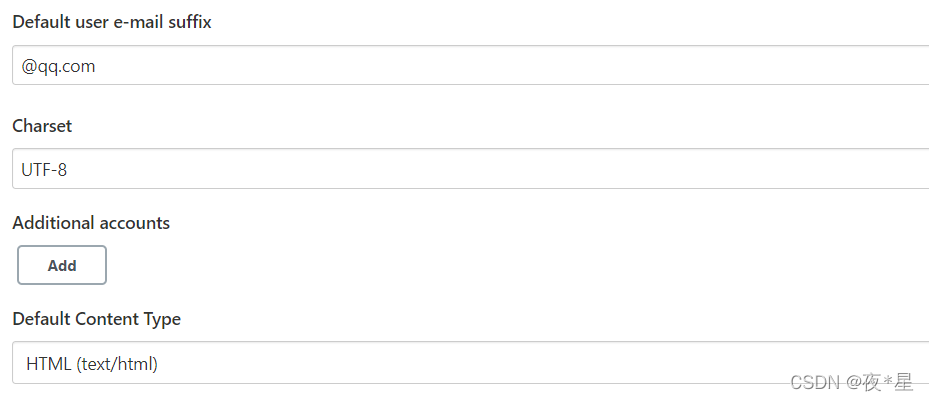 Default user e-mail suffix
@qq.com
Charset
UTF-8
Additional accounts
Add
Default Content Type
HTML (text/html)
CSDN @夜*星